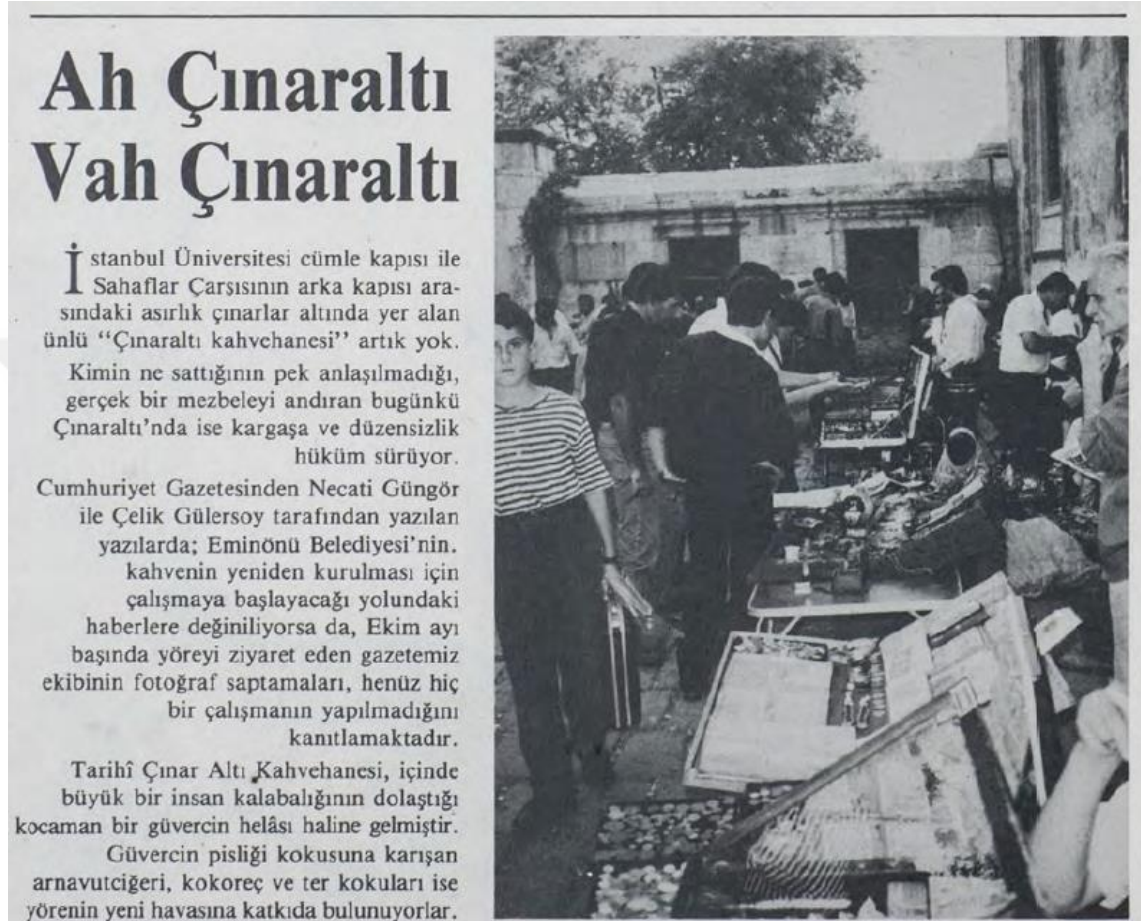 Ah Çınaraltı
Vah Çınaraltı
İstanbul Üniversitesi cümle kapısı ile
Sahaflar Çarşısının arka kapısı ara-
sındaki asırlık çınarlar altında yer alan
ünlü “Çınaraltı kahvehanesi” artık yok.
Kimin ne sattığının pek anlaşılmadığı,
gerçek bir mezbeleyi andıran bugünkü
Çınaraltı’nda ise kargaşa ve düzensizlik
hüküm sürüyor.
Cumhuriyet Gazetesinden Necati Güngör
ile Çelik Gülersoy tarafından yazılan
yazılarda; Eminönü Belediyesi’nin.
kahvenin yeniden kurulması için
çalışmaya başlayacağı yolundaki
haberlere değiniliyorsa da, Ekim ayı
başında yöreyi ziyaret eden gazetemiz
ekibinin fotoğraf saptamaları, henüz hiç
bir çalışmanın yapılmadığını
kanıtlamaktadır.
Tarihî Çınar Altı Kahvehanesi, içinde
büyük bir insan kalabalığının dolaştığı
kocaman bir güvercin helâsı haline gelmiştir.
Güvercin pisliği kokusuna karışan
arnavutciğeri, kokoreç ve ter kokuları ise
yörenin yeni havasına katkıda bulunuyorlar.